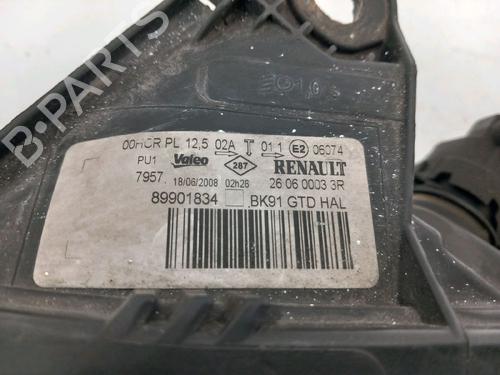 00HCR PL 12,5 02A T 01 1 E2 06074
PU1 Valeo 287 RENAULT
7957 18/06/2008 02h26 26 06 0003 3R
89901834 BK91 GTD HAL